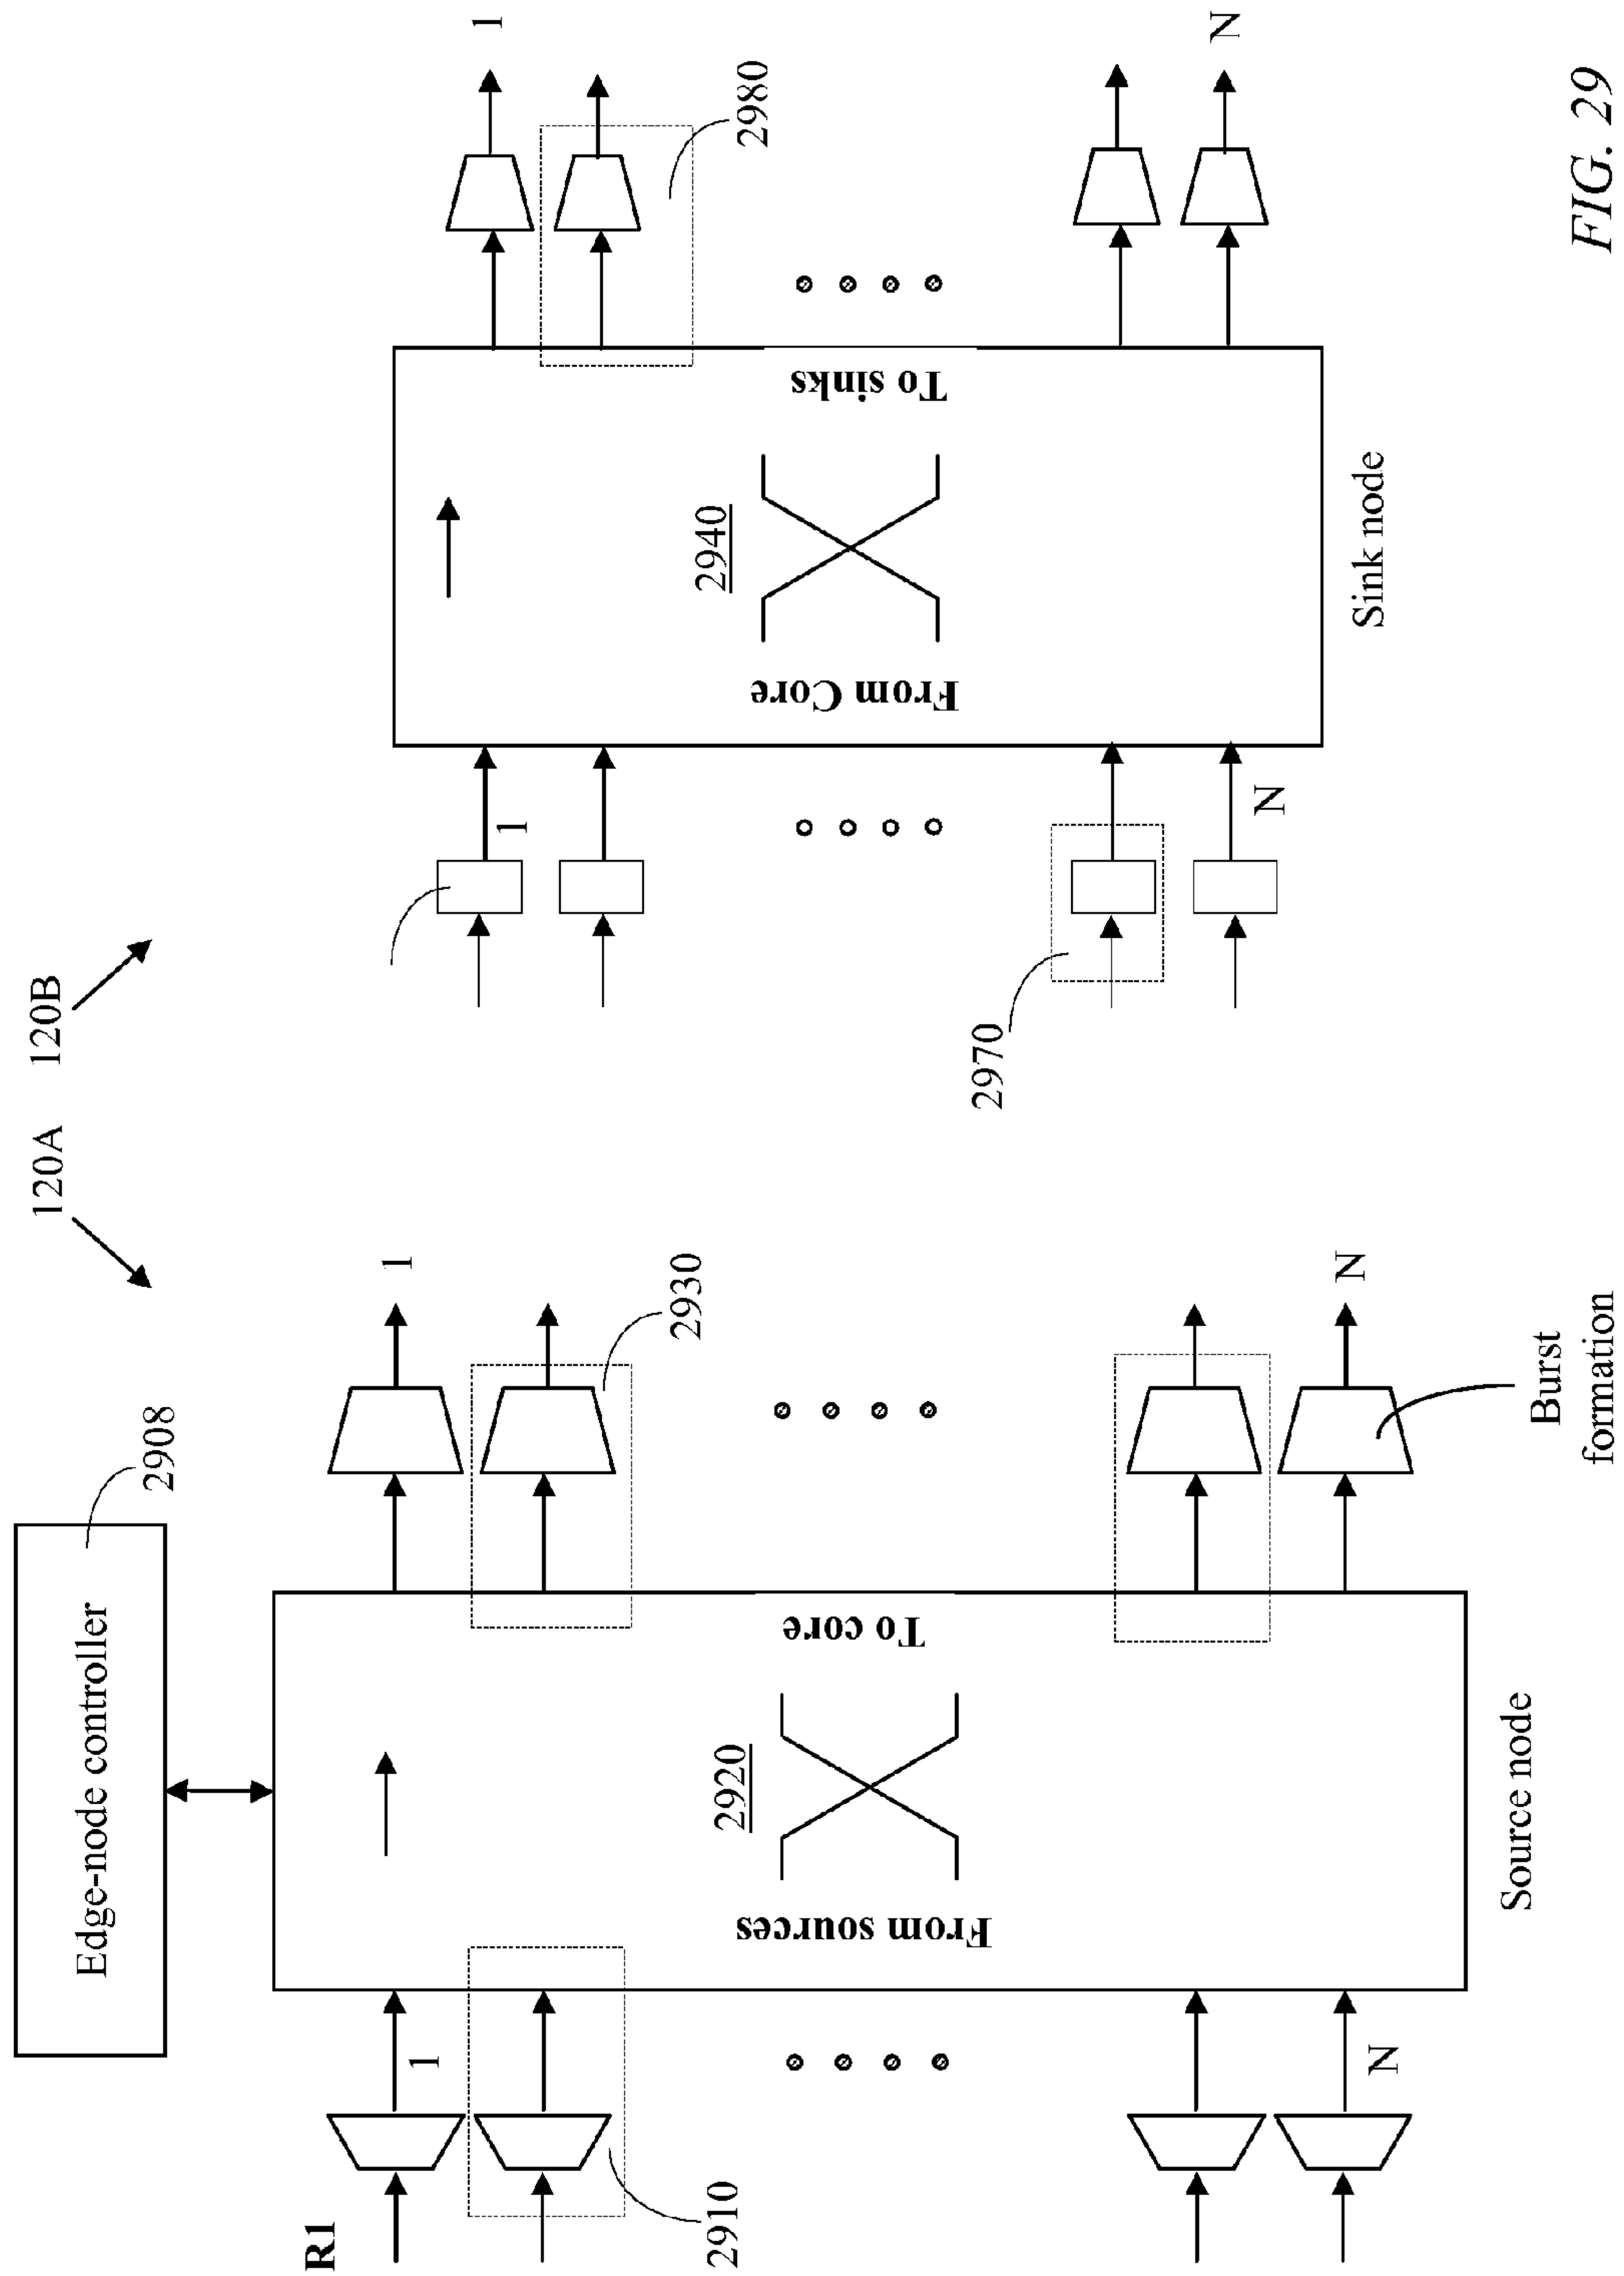 120A
120B
Edge-node controller
2908
R1
1
1
2910
From sources
2920
To core
2930
N
N
Source node
Burst
formation
1
1
From Core
2940
To sinks
2980
2970
N
N
Sink node
FIG. 29